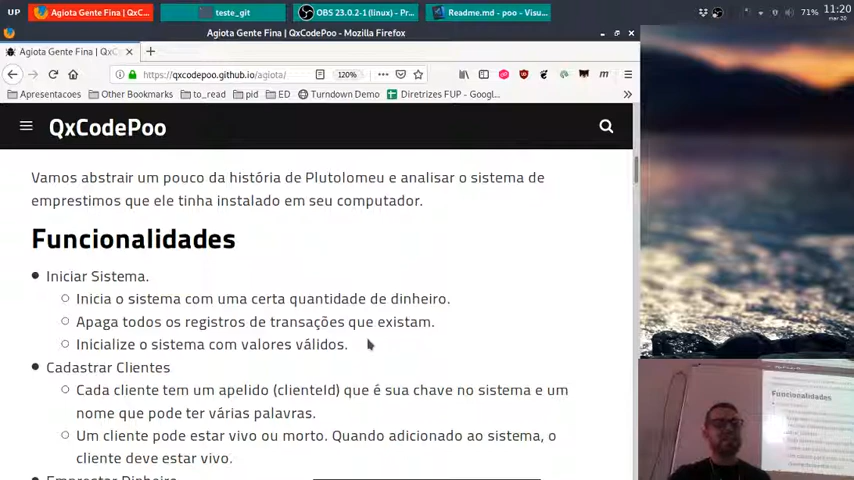 UP
Agiota Gente Fina | QxC...
teste_git
OBS 23.0.2-1 (linux) - Pr...
Readme.md - poo - Visu...
71%
11:20
mar 20
Agiota Gente Fina | QxCodePoo - Mozilla Firefox
Agiota Gente Fina | QxC
https://qxcodepoo.github.io/agiota/
120%
Apresentacoes
Other Bookmarks
to_read
pid
ED
Turndown Demo
Diretrizes FUP - Googl...
QxCodePoo
Vamos abstrair um pouco da história de Plutolomeu e analisar o sistema de
emprestimos que ele tinha instalado em seu computador.
Funcionalidades
Iniciar Sistema.
Inicia o sistema com uma certa quantidade de dinheiro.
Apaga todos os registros de transações que existam.
Inicialize o sistema com valores válidos.
Cadastrar Clientes
Cada cliente tem um apelido (clienteId) que é sua chave no sistema e um
nome que pode ter várias palavras.
Um cliente pode estar vivo ou morto. Quando adicionado ao sistema, o
cliente deve estar vivo.
Emprestar Dinheiro
Funcionalidades